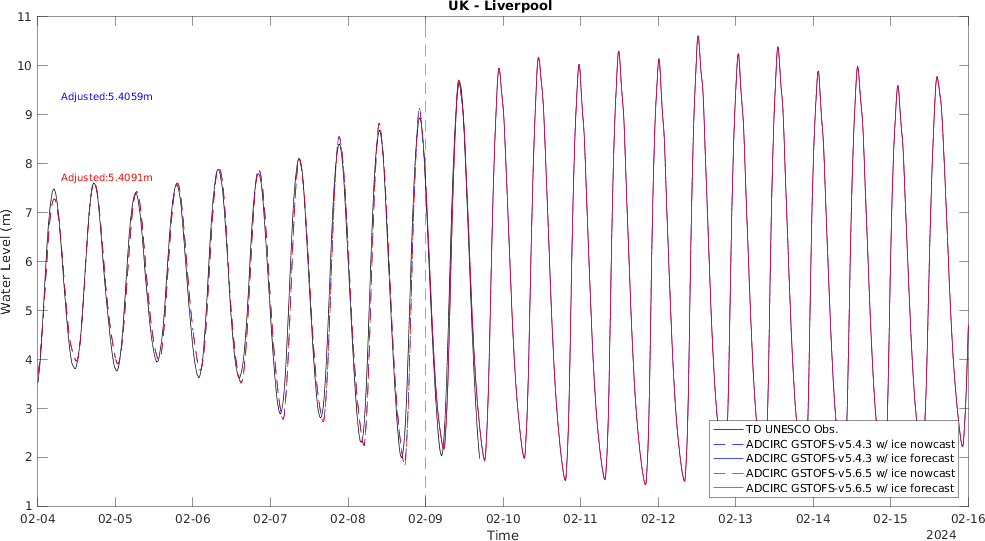 UK - Liverpool
11
10
9
8
7
6
5
4
3
2
1
Water Level (m)
Adjusted:5.4059m
Adjusted:5.4091m
TD UNESCO Obs.
ADCIRC GSTOFS-v5.4.3 w/ ice nowcast
ADCIRC GSTOFS-v5.4.3 w/ ice forecast
ADCIRC GSTOFS-v5.6.5 w/ ice nowcast
ADCIRC GSTOFS-v5.6.5 w/ ice forecast
02-04 02-05 02-06 02-07 02-08 02-09 02-10 02-11 02-12 02-13 02-14 02-15 02-16
Time
2024